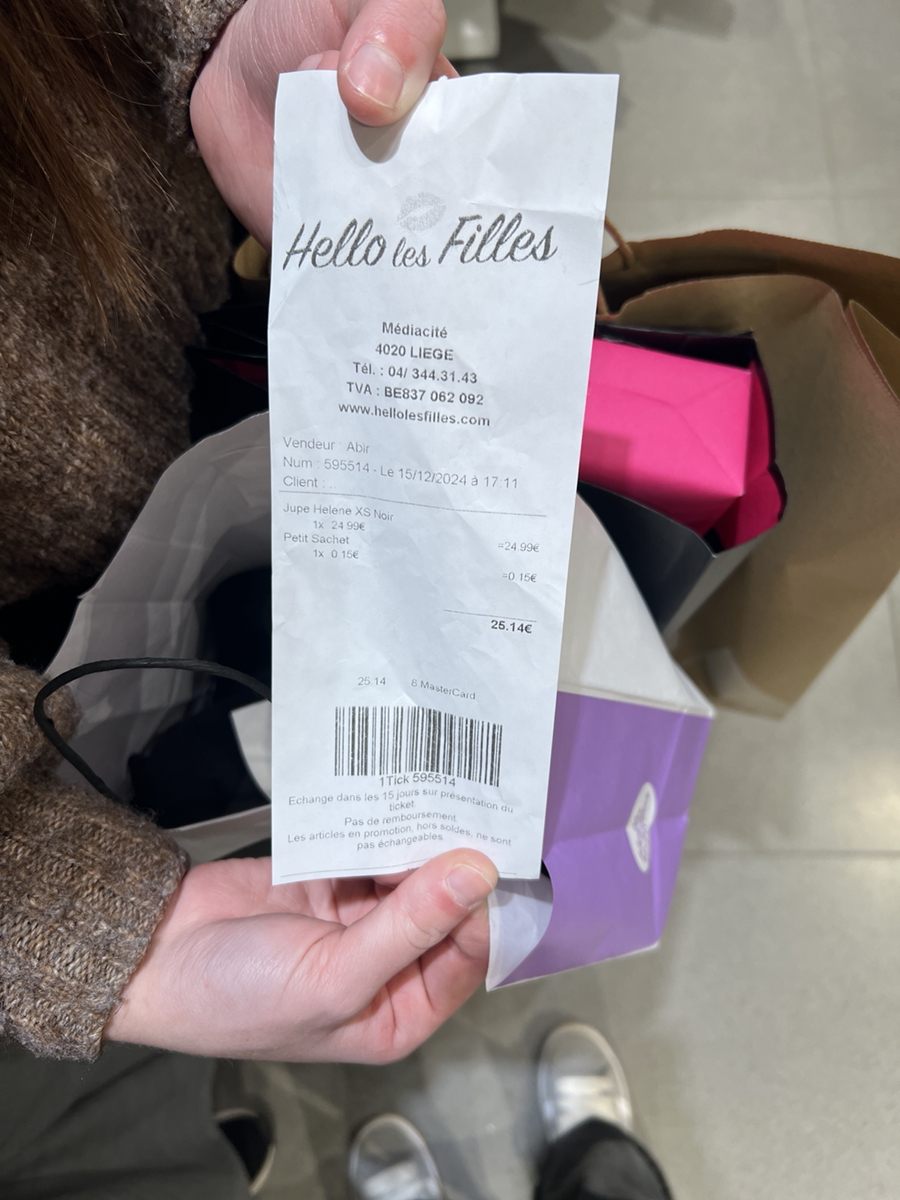 Hello les Filles
Médiacité
4020 LIEGE
Tél. : 04/ 344.31.43
TVA : BE837 062 092
www.hellolesfilles.com
Vendeur : Abir
Num : 595514 - Le 15/12/2024 à 17:11
Client : ..
Jupe Helene XS Noir
1x 24.99€ =24.99€
Petit Sachet
1x 0.15€ =0.15€
25.14€
25.14 8 MasterCard
1Tick 595514
Echange dans les 15 jours sur présentation du
ticket.
Pas de remboursement.
Les articles en promotion, hors soldes, ne sont
pas échangeables.